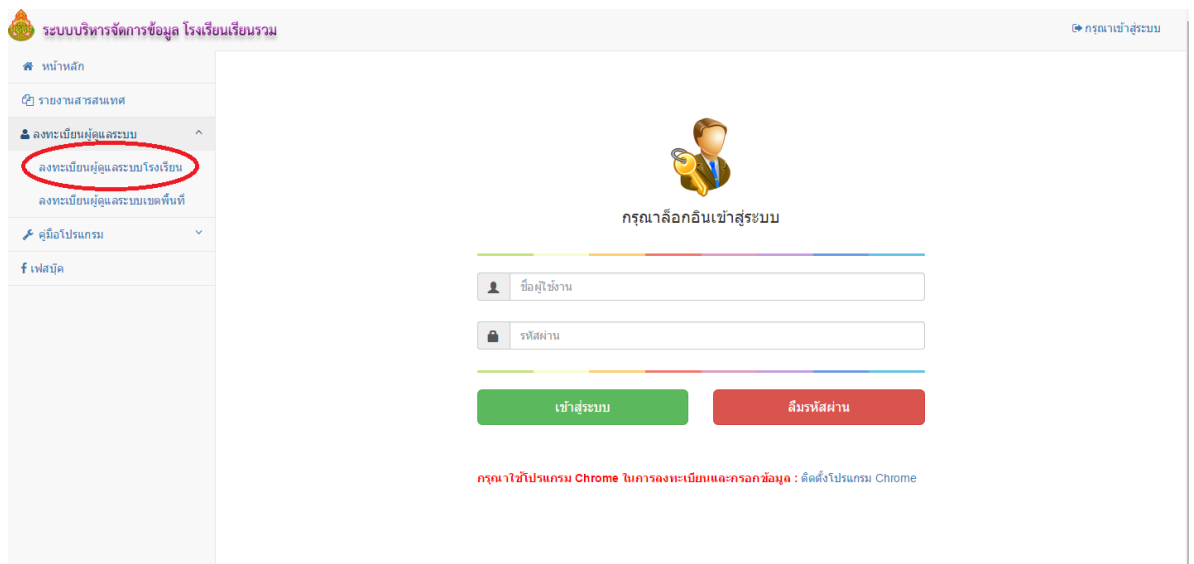 ระบบบริหารจัดการข้อมูล โรงเรียนเรียนรวม
กรุณาเข้าสู่ระบบ
หน้าหลัก
รายงานสารสนเทศ
ลงทะเบียนผู้ดูแลระบบ
ลงทะเบียนผู้ดูแลระบบโรงเรียน
ลงทะเบียนผู้ดูแลระบบเขตพื้นที่
คู่มือโปรแกรม
เฟสบุ๊ค
กรุณาล็อกอินเข้าสู่ระบบ
ชื่อผู้ใช้งาน
รหัสผ่าน
เข้าสู่ระบบ ลืมรหัสผ่าน
กรุณาใช้โปรแกรม Chrome ในการลงทะเบียนและกรอกข้อมูล : ติดตั้งโปรแกรม Chrome